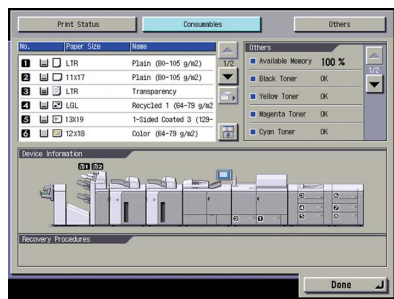 Print Status
Consumables
Others
No. Paper Size Name
1 LTR Plain (80-105 g/m2)
2 11x17 Plain (80-105 g/m2)
3 LTR Transparency
4 LGL Recycled 1 (64-79 g/m2
5 13X19 1-Sided Coated 3 (129-
6 12x18 Color (64-79 g/m2)
1/2
Others
Available Memory 100 %
Black Toner OK
Yellow Toner OK
Magenta Toner OK
Cyan Toner OK
1/2
Device Information
Recovery Procedures
Done